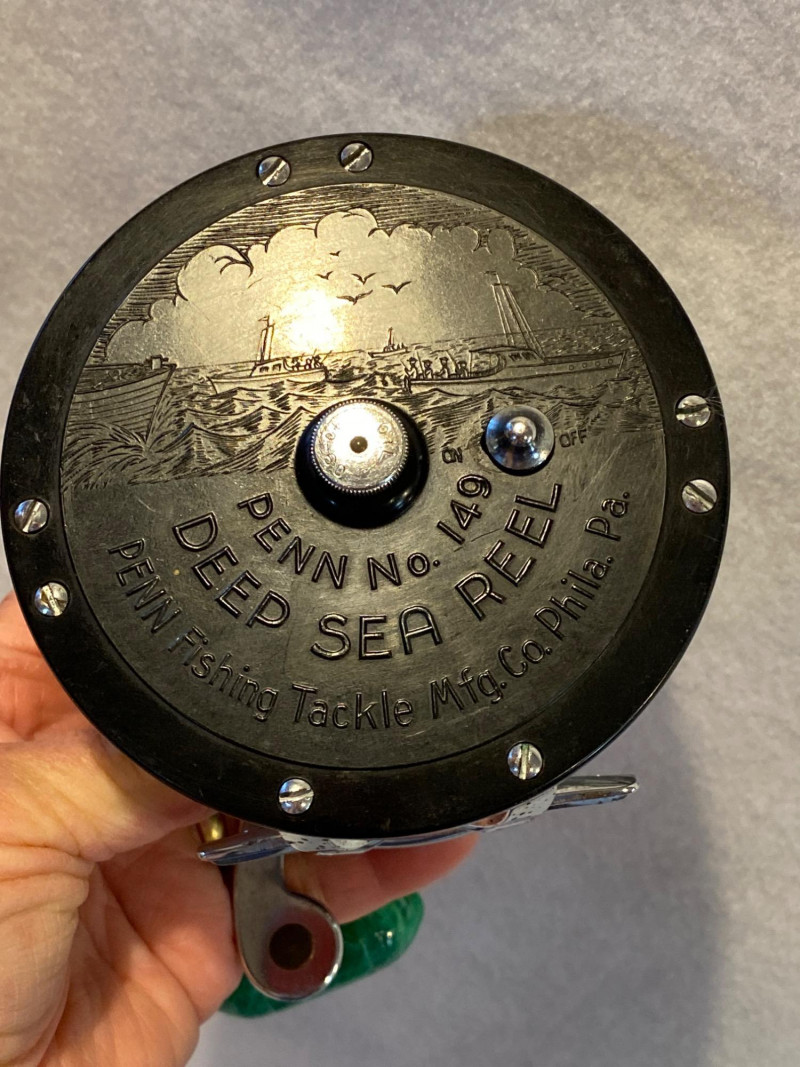 ON
OFF
PENN No. 149
DEEP SEA REEL
PENN Fishing Tackle Mfg. Co. Phila. Pa.